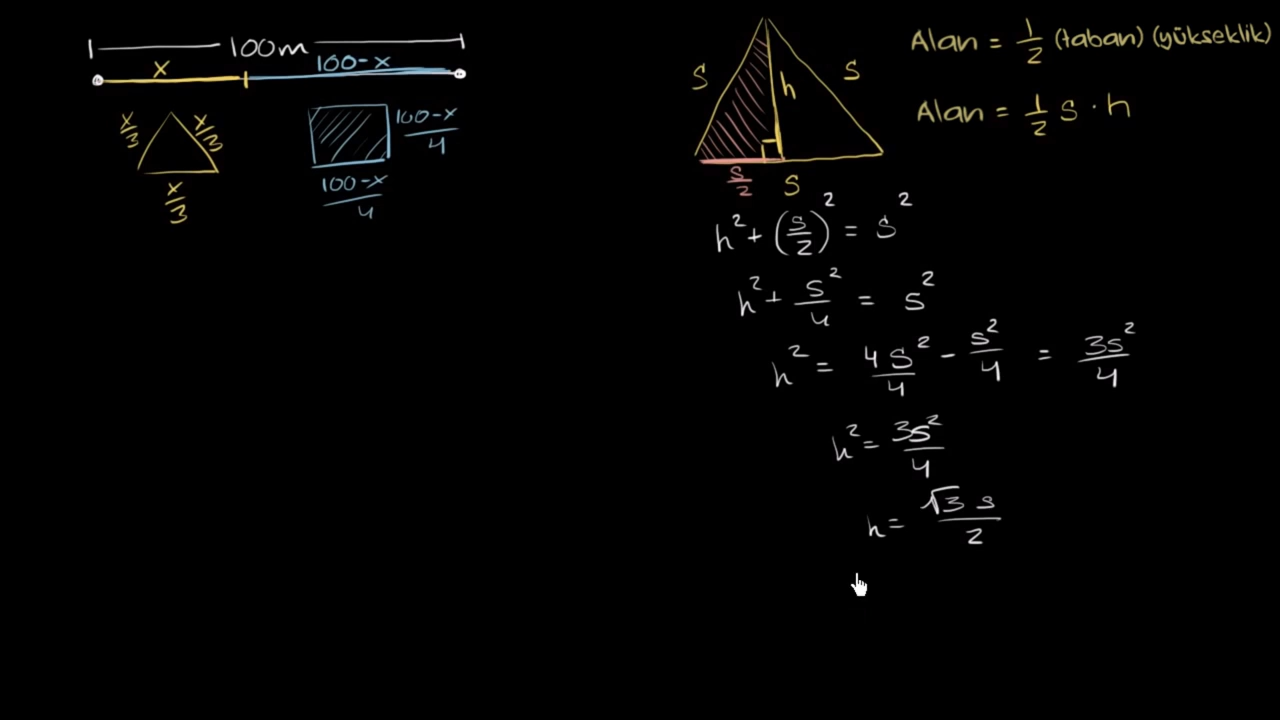 100m
x 100-x
x/3 x/3 x/3
100-x/4
100-x/4
S S h
s/2 S
Alan = 1/2 (taban) (yükseklik)
Alan = 1/2 S · h
h² + (s/2)² = s²
h² + s²/4 = s²
h² = 4s²/4 - s²/4 = 3s²/4
h² = 3s²/4
h = √3 s/2